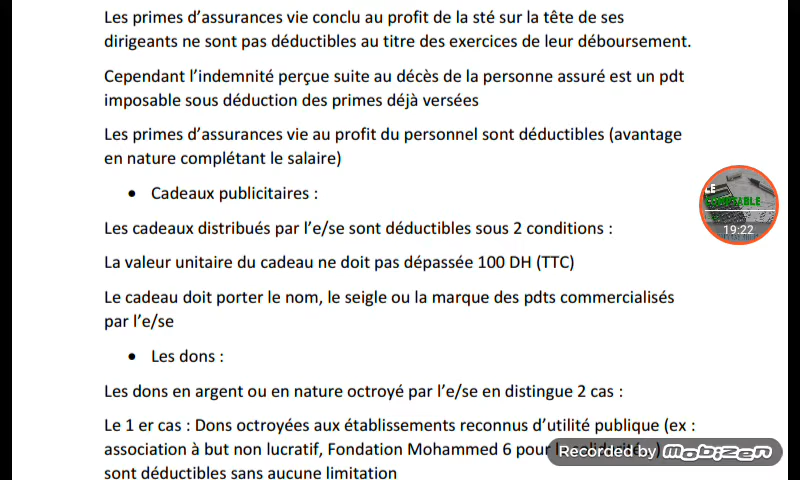 Les primes d’assurances vie conclu au profit de la sté sur la tête de ses
dirigeants ne sont pas déductibles au titre des exercices de leur déboursement.
Cependant l’indemnité perçue suite au décès de la personne assuré est un pdt
imposable sous déduction des primes déjà versées
Les primes d’assurances vie au profit du personnel sont déductibles (avantage
en nature complétant le salaire)
• Cadeaux publicitaires :
Les cadeaux distribués par l’e/se sont déductibles sous 2 conditions :
La valeur unitaire du cadeau ne doit pas dépassée 100 DH (TTC)
Le cadeau doit porter le nom, le seigle ou la marque des pdts commercialisés
par l’e/se
• Les dons :
Les dons en argent ou en nature octroyé par l’e/se en distingue 2 cas :
Le 1 er cas : Dons octroyées aux établissements reconnus d’utilité publique (ex :
association à but non lucratif, Fondation Mohammed 6 pour
sont déductibles sans aucune limitation
19:22
Recorded by MOBIZEN